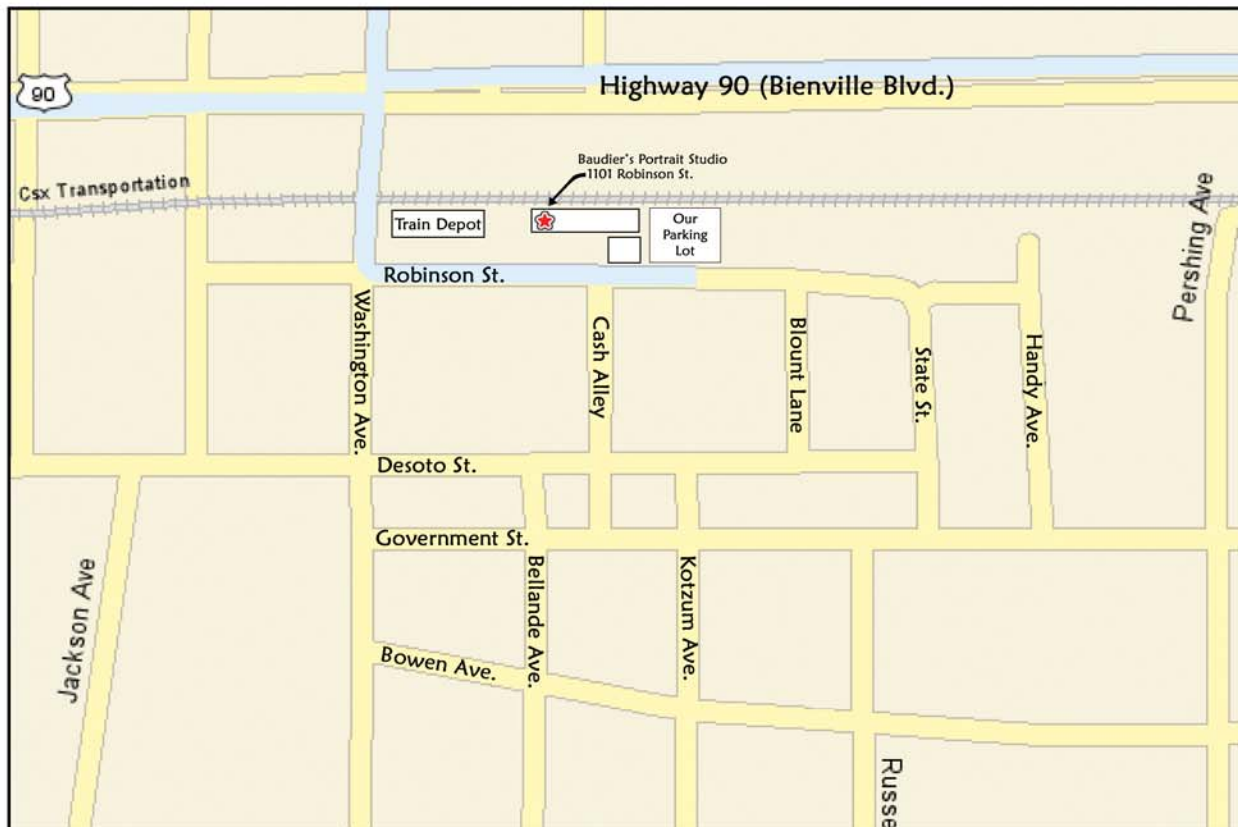 Highway 90 (Bienville Blvd.)
90
Baudier's Portrait Studio
1101 Robinson St.
Csx Transportation
Train Depot
Our
Parking
Lot
Pershing Ave
Robinson St.
Washington Ave.
Cash Alley
Blount Lane
State St.
Handy Ave.
Desoto St.
Government St.
Jackson Ave
Bellande Ave.
Kotzum Ave.
Bowen Ave.
Russe